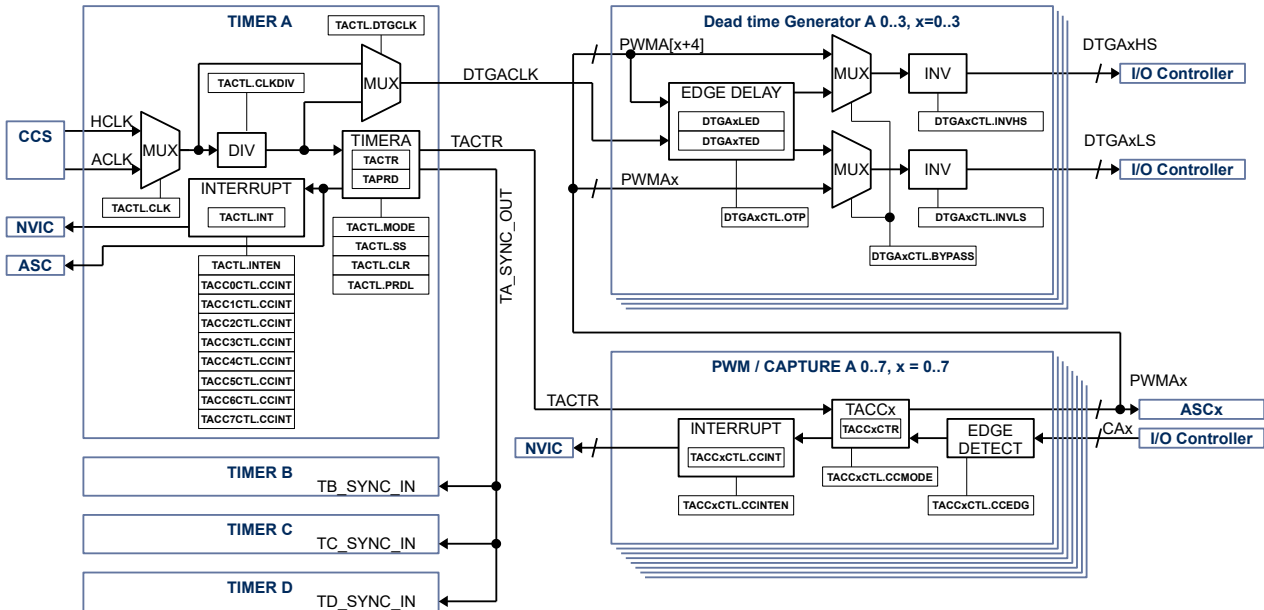 TIMER A
TACTL.DTGCLK
MUX
DTGACLK
TACTL.CLKDIV
CCS
HCLK
ACLK
MUX
DIV
TIMERA
TACTR
TAPRD
TACTR
TACTL.CLK
INTERRUPT
TACTL.INT
NVIC
ASC
TACTL.MODE
TACTL.SS
TACTL.CLR
TACTL.PRDL
TACTL.INTEN
TACC0CTL.CCINT
TACC1CTL.CCINT
TACC2CTL.CCINT
TACC3CTL.CCINT
TACC4CTL.CCINT
TACC5CTL.CCINT
TACC6CTL.CCINT
TACC7CTL.CCINT
TA_SYNC_OUT
TIMER B
TB_SYNC_IN
TIMER C
TC_SYNC_IN
TIMER D
TD_SYNC_IN
Dead time Generator A 0..3, x=0..3
PWMA[x+4]
EDGE DELAY
DTGAxLED
DTGAxTED
DTGAxCTL.OTP
PWMAx
MUX
INV
DTGAxCTL.INVHS
DTGAxHS
I/O Controller
MUX
INV
DTGAxCTL.INVLS
DTGAxLS
I/O Controller
DTGAxCTL.BYPASS
PWM / CAPTURE A 0..7, x = 0..7
TACTR
TACCx
TACCxCTR
TACCxCTL.CCMODE
PWMAx
ASCx
CAx
I/O Controller
EDGE
DETECT
TACCxCTL.CCEDG
INTERRUPT
TACCxCTL.CCINT
TACCxCTL.CCINTEN
NVIC